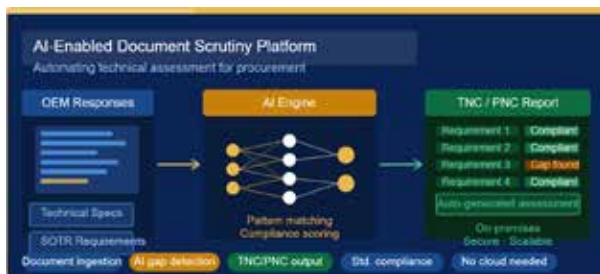 AI-Enabled Document Scrutiny Platform
Automating technical assessment for procurement
OEM Responses
Technical Specs
SOTR Requirements
AI Engine
Pattern matching
Compliance scoring
TNC / PNC Report
Requirement 1 Compliant
Requirement 2 Compliant
Requirement 3 Gap found
Requirement 4 Compliant
Auto-generated assessment
On-premises
Secure · Scalable
Document ingestion AI gap detection TNC/PNC output Std. compliance No cloud needed